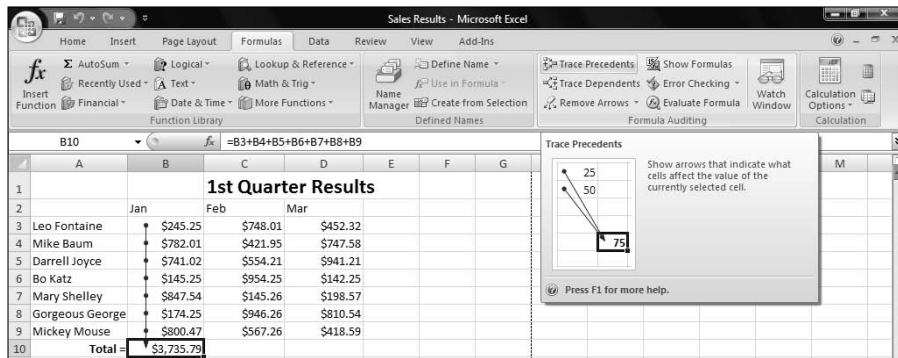 Sales Results - Microsoft Excel
Home Insert Page Layout Formulas Data Review View Add-Ins
fx Insert Function
Σ AutoSum
Recently Used
Financial
Logical
Text
Date & Time
Lookup & Reference
Math & Trig
More Functions
Function Library
Name Manager
Define Name
Use in Formula
Create from Selection
Defined Names
Trace Precedents
Trace Dependents
Remove Arrows
Show Formulas
Error Checking
Evaluate Formula
Watch Window
Formula Auditing
Calculation Options
Calculation
B10 fx =B3+B4+B5+B6+B7+B8+B9
A B C D E F G M
1 1st Quarter Results
2 Jan Feb Mar
3 Leo Fontaine $245.25 $748.01 $452.32
4 Mike Baum $782.01 $421.95 $747.58
5 Darrell Joyce $741.02 $554.21 $941.21
6 Bo Katz $145.25 $954.25 $142.25
7 Mary Shelley $847.54 $145.26 $198.57
8 Gorgeous George $174.25 $946.26 $810.54
9 Mickey Mouse $800.47 $567.26 $418.59
10 Total = $3,735.79
Trace Precedents
25
50
75
Show arrows that indicate what
cells affect the value of the
currently selected cell.
Press F1 for more help.